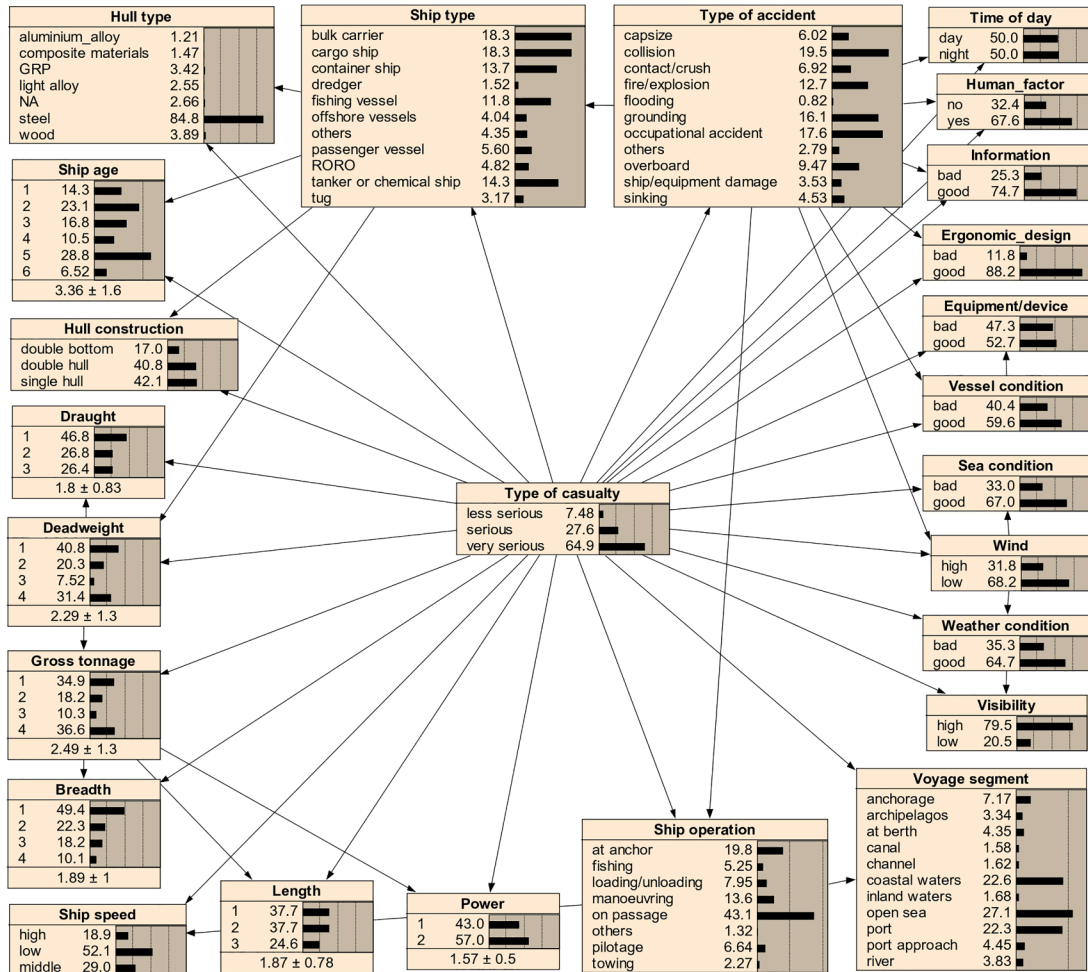 Hull type
aluminium_alloy 1.21
composite materials 1.47
GRP 3.42
light alloy 2.55
NA 2.66
steel 84.8
wood 3.89
Ship type
bulk carrier 18.3
cargo ship 18.3
container ship 13.7
dredger 1.52
fishing vessel 11.8
offshore vessels 4.04
others 4.35
passenger vessel 5.60
RORO 4.82
tanker or chemical ship 14.3
tug 3.17
Type of accident
capsize 6.02
collision 19.5
contact/crush 6.92
fire/explosion 12.7
flooding 0.82
grounding 16.1
occupational accident 17.6
others 2.79
overboard 9.47
ship/equipment damage 3.53
sinking 4.53
Time of day
day 50.0
night 50.0
Human_factor
no 32.4
yes 67.6
Information
bad 25.3
good 74.7
Ergonomic_design
bad 11.8
good 88.2
Equipment/device
bad 47.3
good 52.7
Vessel condition
bad 40.4
good 59.6
Sea condition
bad 33.0
good 67.0
Wind
high 31.8
low 68.2
Weather condition
bad 35.3
good 64.7
Visibility
high 79.5
low 20.5
Ship age
1 14.3
2 23.1
3 16.8
4 10.5
5 28.8
6 6.52
3.36 ± 1.6
Hull construction
double bottom 17.0
double hull 40.8
single hull 42.1
Draught
1 46.8
2 26.8
3 26.4
1.8 ± 0.83
Deadweight
1 40.8
2 20.3
3 7.52
4 31.4
2.29 ± 1.3
Gross tonnage
1 34.9
2 18.2
3 10.3
4 36.6
2.49 ± 1.3
Breadth
1 49.4
2 22.3
3 18.2
4 10.1
1.89 ± 1
Ship speed
high 18.9
low 52.1
middle 29.0
Type of casualty
less serious 7.48
serious 27.6
very serious 64.9
Length
1 37.7
2 37.7
3 24.6
1.87 ± 0.78
Power
1 43.0
2 57.0
1.57 ± 0.5
Ship operation
at anchor 19.8
fishing 5.25
loading/unloading 7.95
manoeuvring 13.6
on passage 43.1
others 1.32
pilotage 6.64
towing 2.27
Voyage segment
anchorage 7.17
archipelagos 3.34
at berth 4.35
canal 1.58
channel 1.62
coastal waters 22.6
inland waters 1.68
open sea 27.1
port 22.3
port approach 4.45
river 3.83